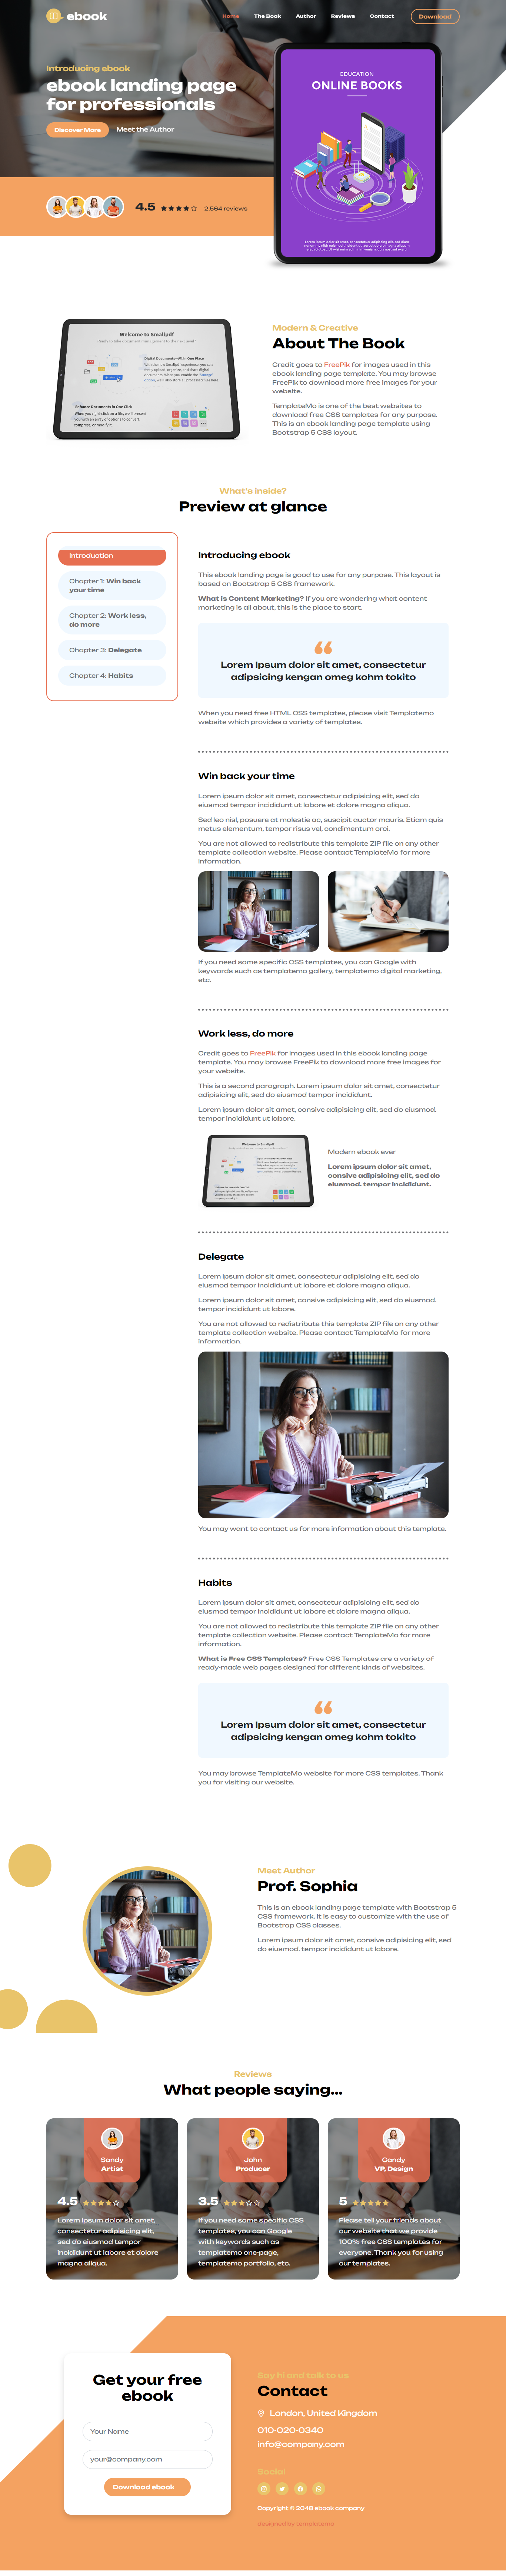 ebook
Home The Book Author Reviews Contact Download
Introducing ebook
ebook landing page
for professionals
Discover More Meet the Author
EDUCATION
ONLINE BOOKS
4.5 2,564 reviews
Welcome to Smallpdf
Digital Documents—All In One Place
Enhance Documents in One Click
Modern & Creative
About The Book
Credit goes to FreePik for images used in this
ebook landing page template. You may browse
FreePik to download more free images for your
website.
TemplateMo is one of the best websites to
download free CSS templates for any purpose.
This is an ebook landing page template using
Bootstrap 5 CSS layout.
What's inside?
Preview at glance
Introduction
Chapter 1: Win back
your time
Chapter 2: Work less,
do more
Chapter 3: Delegate
Chapter 4: Habits
Introducing ebook
This ebook landing page is good to use for any purpose. This layout is
based on Bootstrap 5 CSS framework.
What is Content Marketing? If you are wondering what content
marketing is all about, this is the place to start.
Lorem Ipsum dolor sit amet, consectetur
adipsicing kengan omeg kohm tokito
When you need free HTML CSS templates, please visit Templatemo
website which provides a variety of templates.
Win back your time
Lorem ipsum dolor sit amet, consectetur adipisicing elit, sed do
eiusmod tempor incididunt ut labore et dolore magna aliqua.
Sed leo nisl, posuere at molestie ac, suscipit auctor mauris. Etiam quis
metus elementum, tempor risus vel, condimentum orci.
You are not allowed to redistribute this template ZIP file on any other
template collection website. Please contact TemplateMo for more
information.
If you need some specific CSS templates, you can Google with
keywords such as templatemo gallery, templatemo digital marketing,
etc.
Work less, do more
Credit goes to FreePik for images used in this ebook landing page
template. You may browse FreePik to download more free images for
your website.
This is a second paragraph. Lorem ipsum dolor sit amet, consectetur
adipisicing elit, sed do eiusmod tempor incididunt.
Lorem ipsum dolor sit amet, consive adipisicing elit, sed do eiusmod.
tempor incididunt ut labore.
Welcome to Smallpdf
Modern ebook ever
Lorem ipsum dolor sit amet,
consive adipisicing elit, sed do
eiusmod. tempor incididunt.
Delegate
Lorem ipsum dolor sit amet, consectetur adipisicing elit, sed do
eiusmod tempor incididunt ut labore et dolore magna aliqua.
Lorem ipsum dolor sit amet, consive adipisicing elit, sed do eiusmod.
tempor incididunt ut labore.
You are not allowed to redistribute this template ZIP file on any other
template collection website. Please contact TemplateMo for more
information.
You may want to contact us for more information about this template.
Habits
Lorem ipsum dolor sit amet, consectetur adipisicing elit, sed do
eiusmod tempor incididunt ut labore et dolore magna aliqua.
You are not allowed to redistribute this template ZIP file on any other
template collection website. Please contact TemplateMo for more
information.
What is Free CSS Templates? Free CSS Templates are a variety of
ready-made web pages designed for different kinds of websites.
Lorem Ipsum dolor sit amet, consectetur
adipsicing kengan omeg kohm tokito
You may browse TemplateMo website for more CSS templates. Thank
you for visiting our website.
Meet Author
Prof. Sophia
This is an ebook landing page template with Bootstrap 5
CSS framework. It is easy to customize with the use of
Bootstrap CSS classes.
Lorem ipsum dolor sit amet, consive adipisicing elit, sed
do eiusmod. tempor incididunt ut labore.
Reviews
What people saying...
Sandy
Artist
4.5
Lorem ipsum dolor sit amet,
consectetur adipisicing elit,
sed do eiusmod tempor
incididunt ut labore et dolore
magna aliqua.
John
Producer
3.5
If you need some specific CSS
templates, you can Google
with keywords such as
templatemo one-page,
templatemo portfolio, etc.
Candy
VP, Design
5
Please tell your friends about
our website that we provide
100% free CSS templates for
everyone. Thank you for using
our templates.
Get your free
ebook
Your Name
your@company.com
Download ebook
Say hi and talk to us
Contact
London, United Kingdom
010-020-0340
info@company.com
Social
Copyright © 2048 ebook company
designed by templatemo